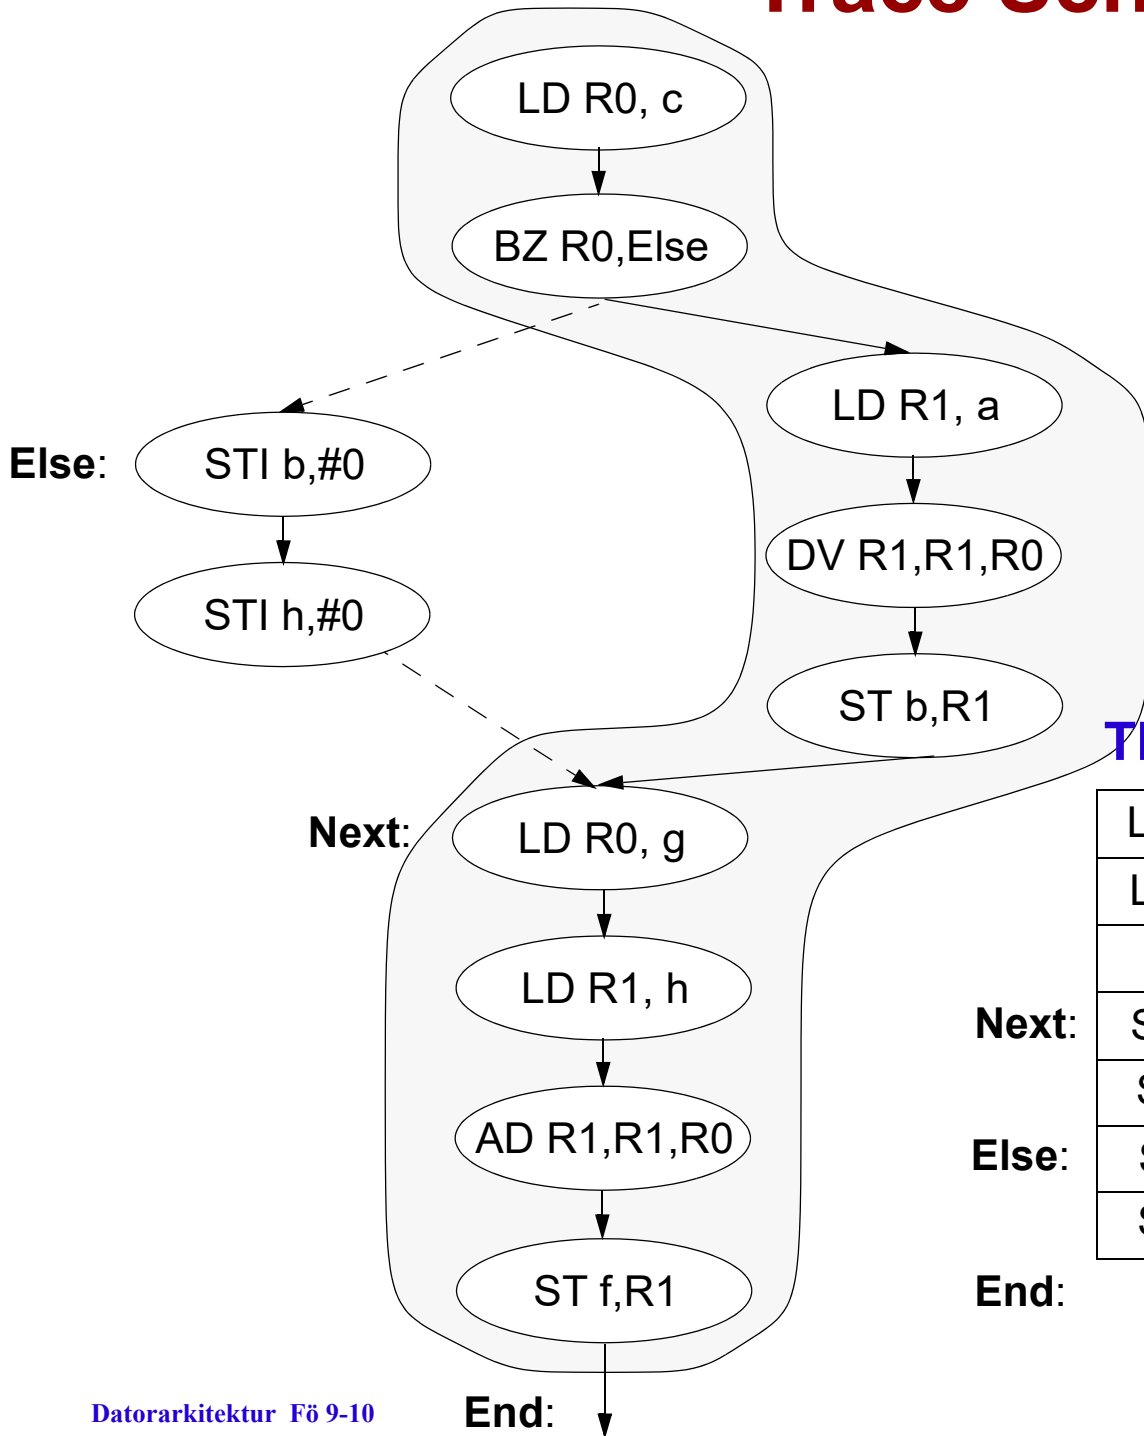 LD R0, c
BZ R0,Else
LD R1, a
Else:
STI b,#0
DV R1,R1,R0
STI h,#0
ST b,R1
Next:
LD R0, g
LD R1, h
Next:
AD R1,R1,R0
Else:
ST f,R1
End:
Datorarkitektur Fö 9-10
End: